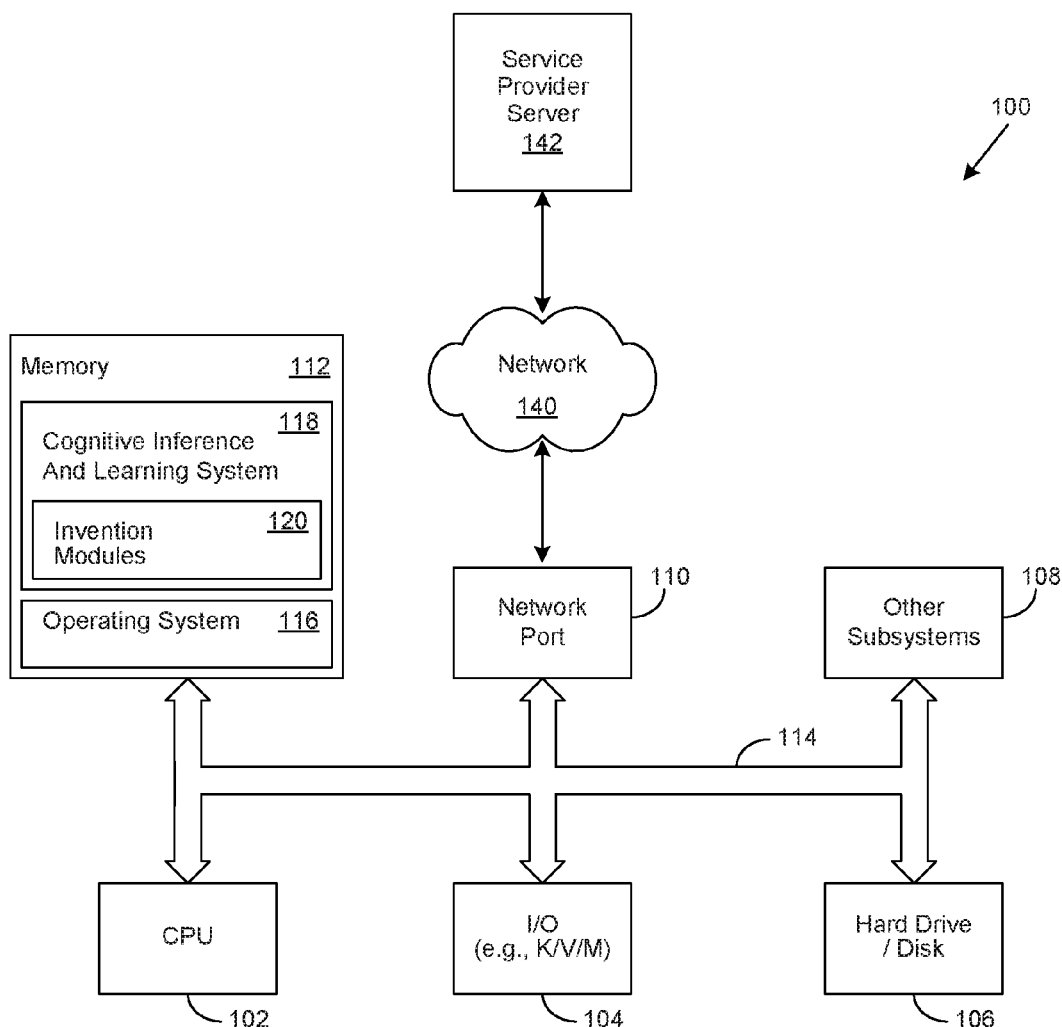 Service
Provider
Server
142
100
Network
140
Memory 112
118
Cognitive Inference
And Learning System
120
Invention
Modules
Operating System 116
110
Network
Port
108
Other
Subsystems
114
CPU
I/O
(e.g., K/V/M)
Hard Drive
/ Disk
102
104
106